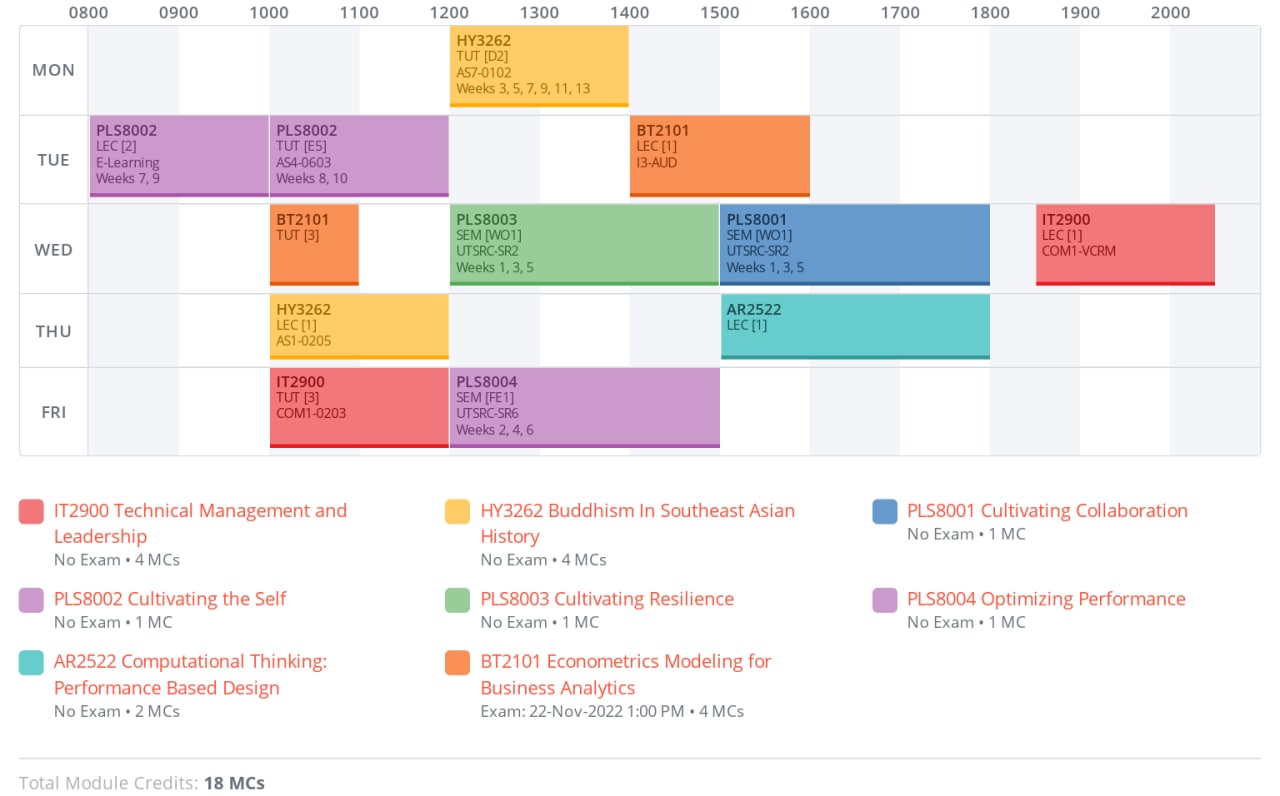 0800 0900 1000 1100 1200 1300 1400 1500 1600 1700 1800 1900 2000
MON
HY3262
TUT [D2]
AS7-0102
Weeks 3, 5, 7, 9, 11, 13
TUE
PLS8002
LEC [2]
E-Learning
Weeks 7, 9
PLS8002
TUT [E5]
AS4-0603
Weeks 8, 10
BT2101
LEC [1]
I3-AUD
WED
BT2101
TUT [3]
PLS8003
SEM [WO1]
UTSRC-SR2
Weeks 1, 3, 5
PLS8001
SEM [WO1]
UTSRC-SR2
Weeks 1, 3, 5
IT2900
LEC [1]
COM1-VCRM
THU
HY3262
LEC [1]
AS1-0205
AR2522
LEC [1]
FRI
IT2900
TUT [3]
COM1-0203
PLS8004
SEM [FE1]
UTSRC-SR6
Weeks 2, 4, 6
IT2900 Technical Management and
Leadership
No Exam • 4 MCs
HY3262 Buddhism In Southeast Asian
History
No Exam • 4 MCs
PLS8001 Cultivating Collaboration
No Exam • 1 MC
PLS8002 Cultivating the Self
No Exam • 1 MC
PLS8003 Cultivating Resilience
No Exam • 1 MC
PLS8004 Optimizing Performance
No Exam • 1 MC
AR2522 Computational Thinking:
Performance Based Design
No Exam • 2 MCs
BT2101 Econometrics Modeling for
Business Analytics
Exam: 22-Nov-2022 1:00 PM • 4 MCs
Total Module Credits: 18 MCs